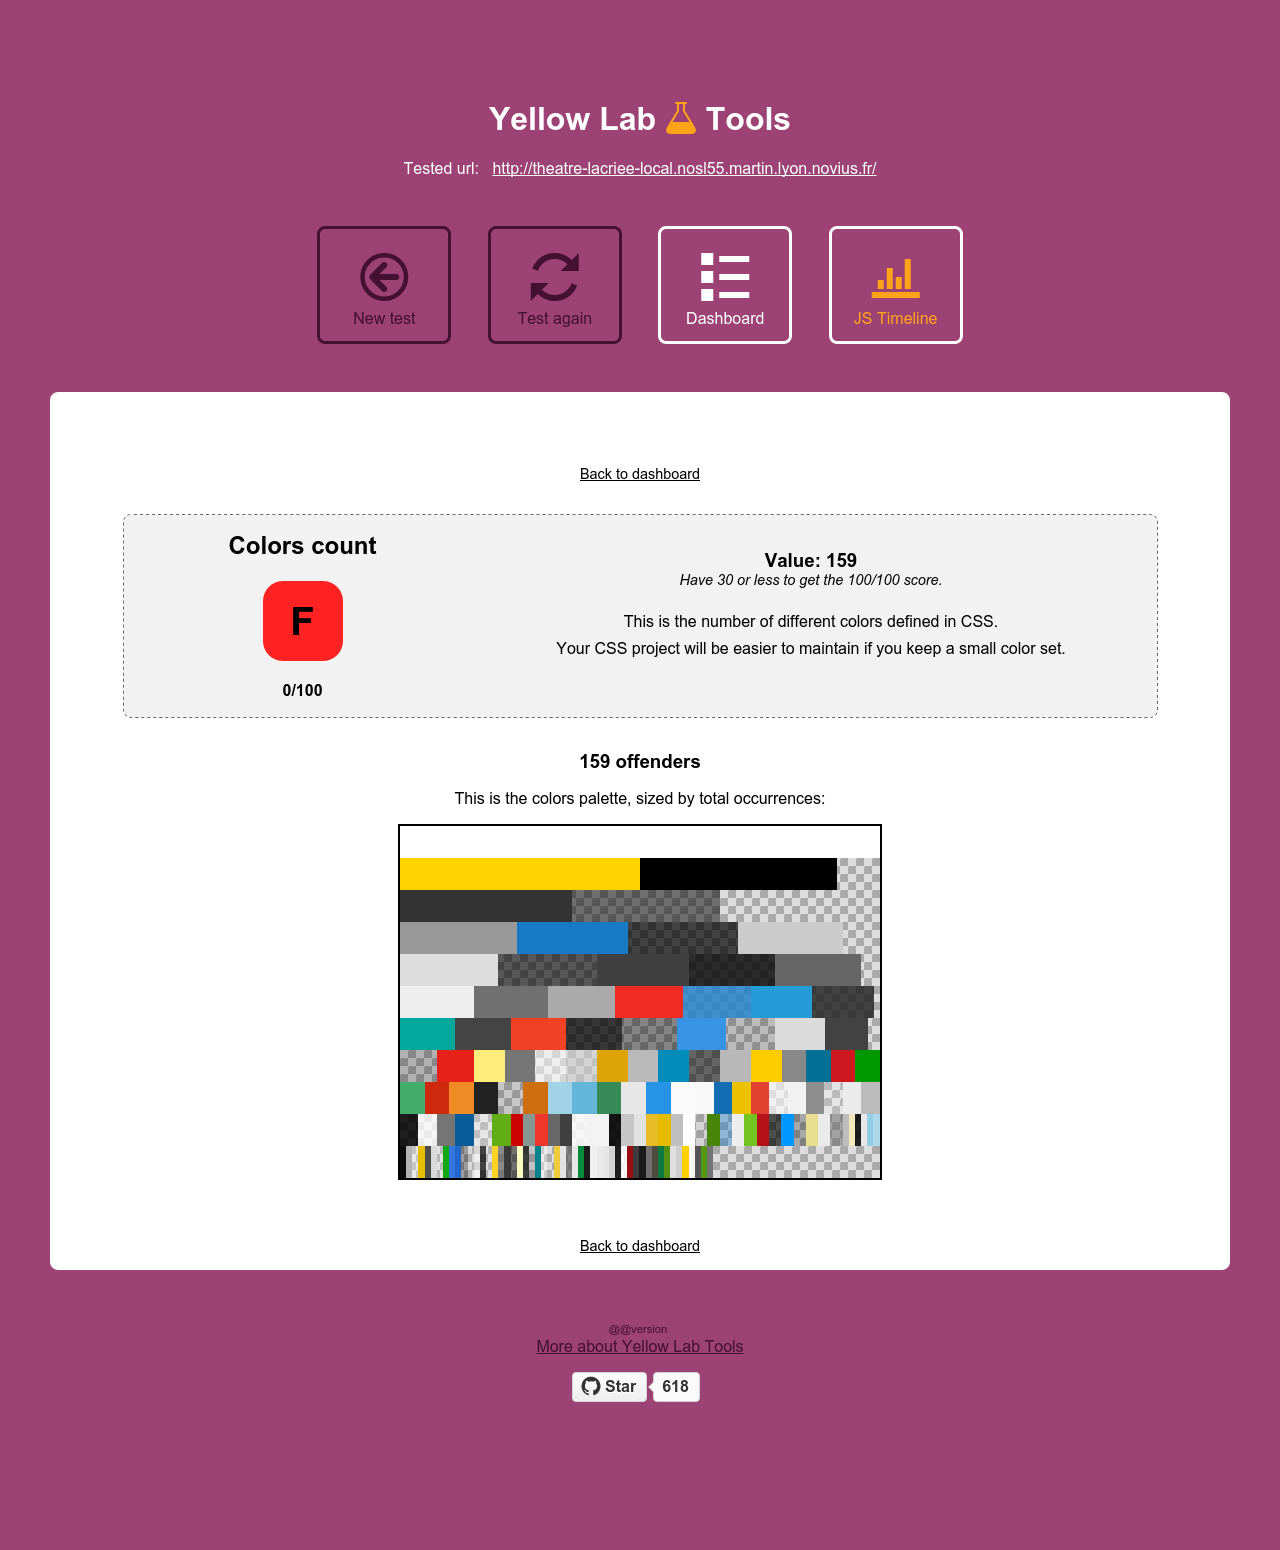 Yellow Lab Tools
Tested url: http://theatre-lacriee-local.nosl55.martin.lyon.novius.fr/
New test
Test again
Dashboard
JS Timeline
Back to dashboard
Colors count
F
0/100
Value: 159
Have 30 or less to get the 100/100 score.
This is the number of different colors defined in CSS.
Your CSS project will be easier to maintain if you keep a small color set.
159 offenders
This is the colors palette, sized by total occurrences:
Back to dashboard
@@version
More about Yellow Lab Tools
Star 618